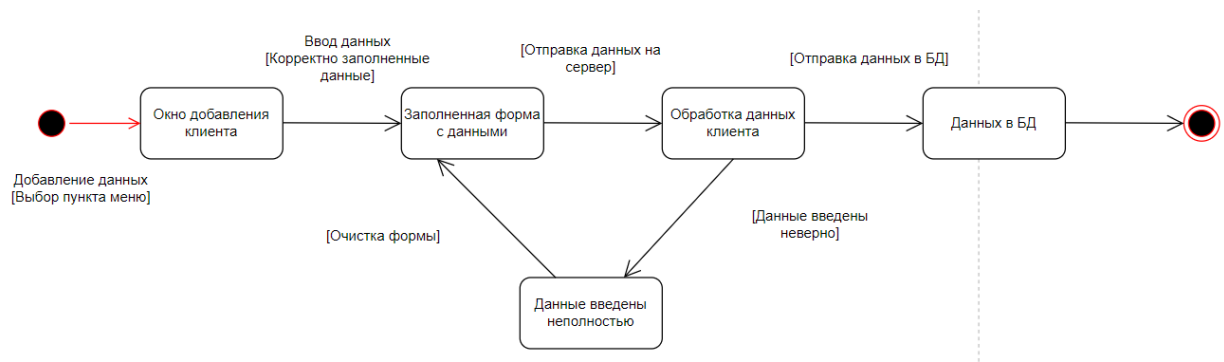 Ввод данных
[Корректно заполненные
данные]
[Отправка данных на
сервер]
[Отправка данных в БД]
Окно добавления
клиента
Заполненная форма
с данными
Обработка данных
клиента
Данных в БД
Добавление данных
[Выбор пункта меню]
[Очистка формы]
[Данные введены
неверно]
Данные введены
неполностью